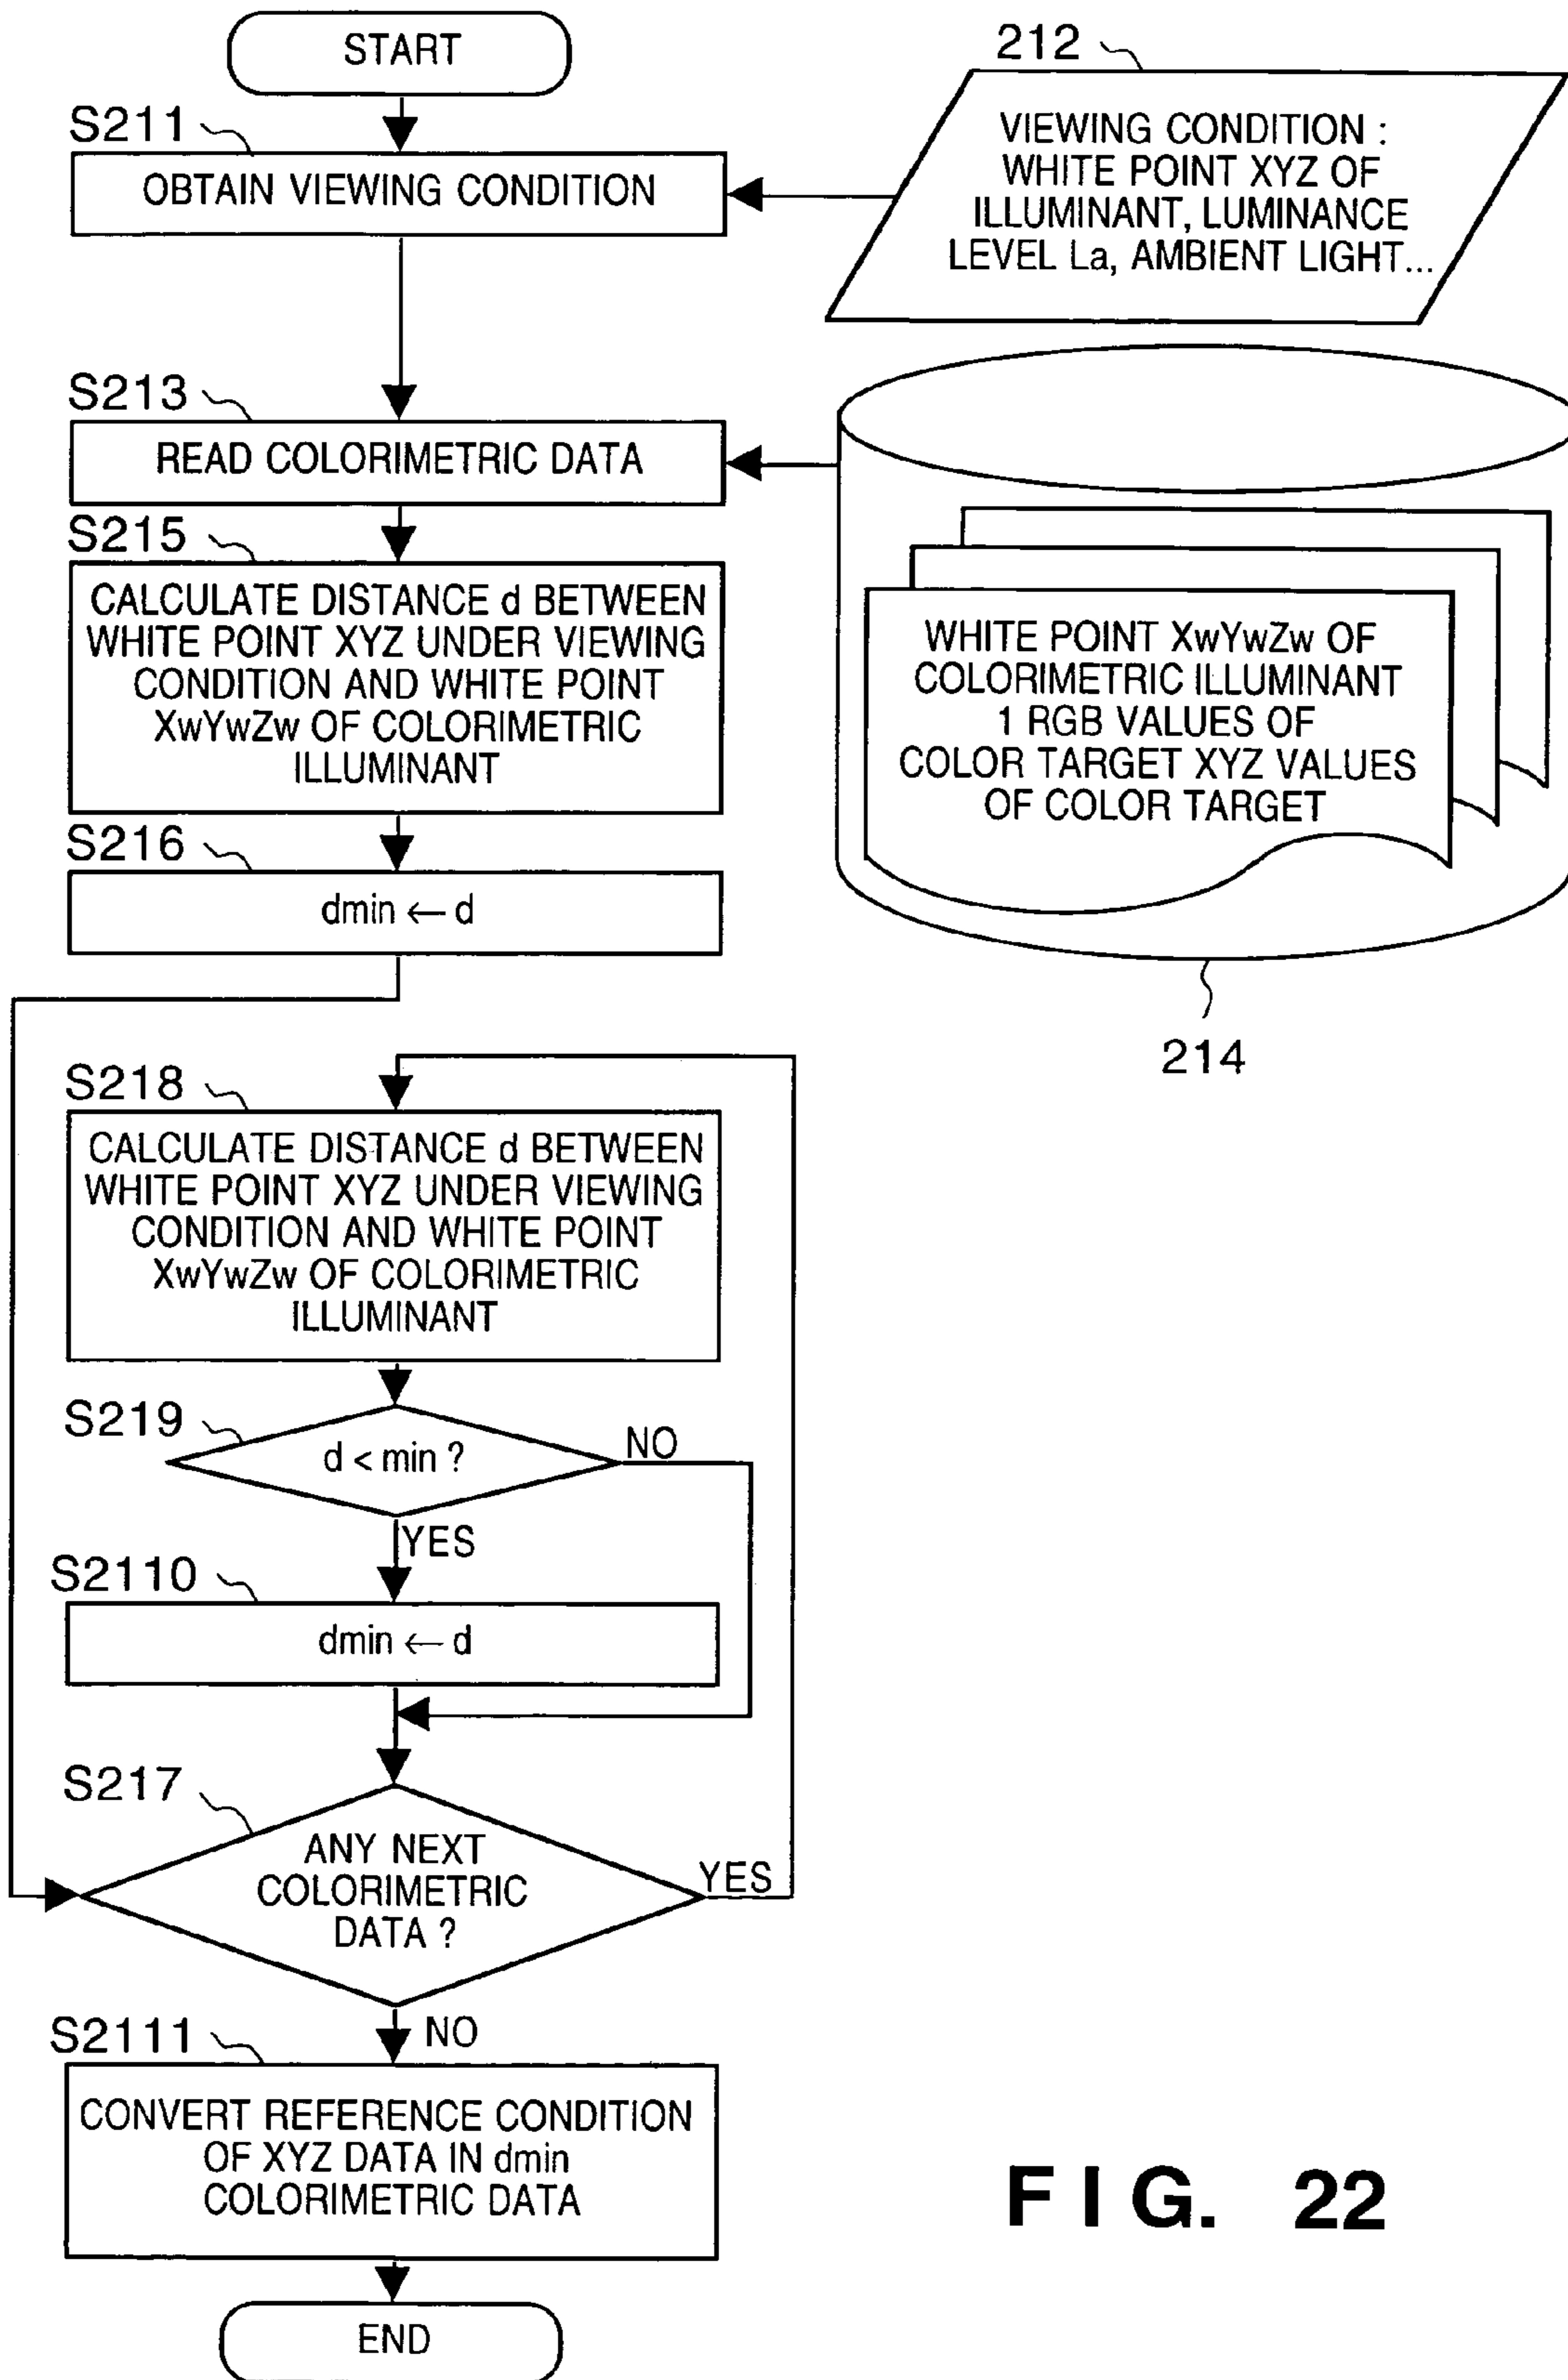 START
212
S211
OBTAIN VIEWING CONDITION
VIEWING CONDITION :
WHITE POINT XYZ OF
ILLUMINANT, LUMINANCE
LEVEL La, AMBIENT LIGHT...
S213
READ COLORIMETRIC DATA
S215
CALCULATE DISTANCE d BETWEEN
WHITE POINT XYZ UNDER VIEWING
CONDITION AND WHITE POINT
XwYwZw OF COLORIMETRIC
ILLUMINANT
WHITE POINT XwYwZw OF
COLORIMETRIC ILLUMINANT
1 RGB VALUES OF
COLOR TARGET XYZ VALUES
OF COLOR TARGET
S216
dmin ← d
214
S218
CALCULATE DISTANCE d BETWEEN
WHITE POINT XYZ UNDER VIEWING
CONDITION AND WHITE POINT
XwYwZw OF COLORIMETRIC
ILLUMINANT
S219
d < min ?
NO
YES
S2110
dmin ← d
S217
ANY NEXT
COLORIMETRIC
DATA ?
YES
NO
S2111
CONVERT REFERENCE CONDITION
OF XYZ DATA IN dmin
COLORIMETRIC DATA
END
FIG. 22